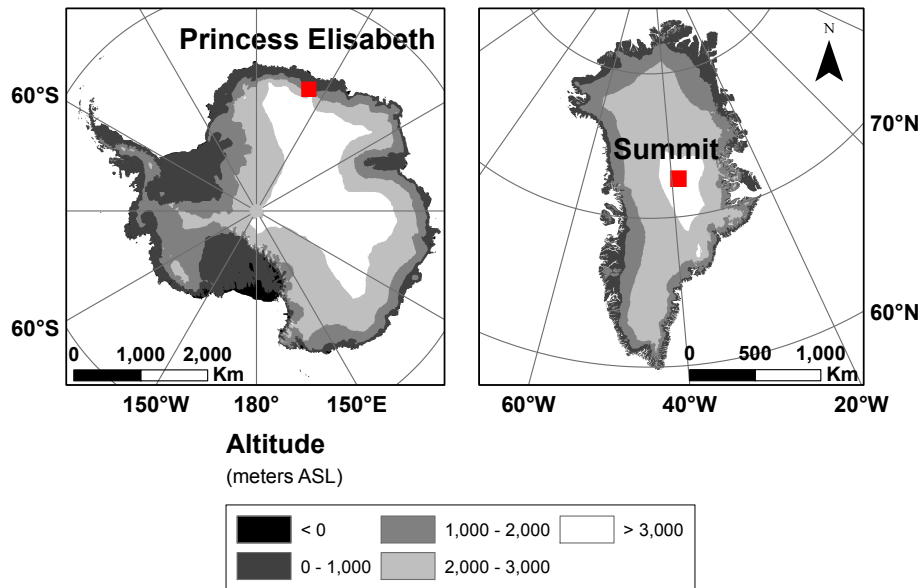 Princess Elisabeth
60°S
60°S
0 1,000 2,000
Km
150°W 180° 150°E
N
Summit
70°N
60°N
0 500 1,000
Km
60°W 40°W 20°W
Altitude
(meters ASL)
< 0 1,000 - 2,000 > 3,000
0 - 1,000 2,000 - 3,000